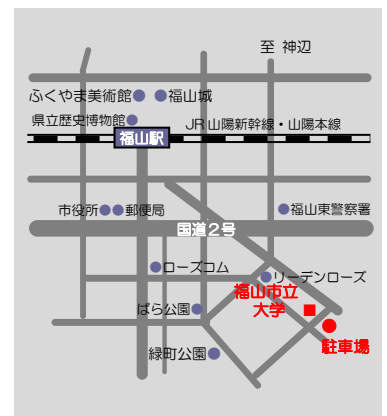 至 神辺
ふくやま美術館 福山城
県立歴史博物館
福山駅
JR山陽新幹線・山陽本線
市役所 郵便局
福山東警察署
国道2号
ローズコム
リーデンローズ
福山市立
大学
ばら公園
駐車場
緑町公園